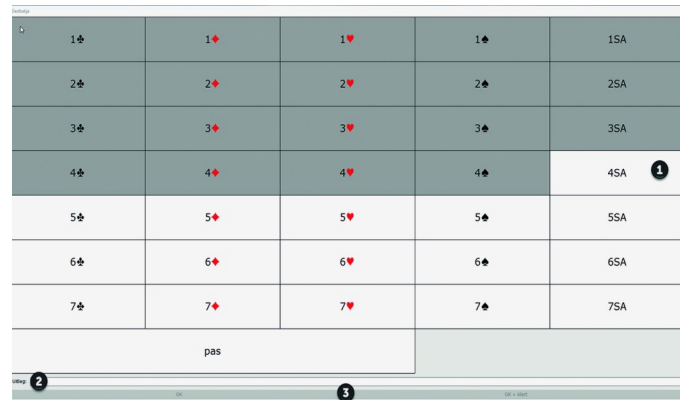 1♣ 1♦ 1♥ 1♠ 1SA
2♣ 2♦ 2♥ 2♠ 2SA
3♣ 3♦ 3♥ 3♠ 3SA
4♣ 4♦ 4♥ 4♠ 4SA 1
5♣ 5♦ 5♥ 5♠ 5SA
6♣ 6♦ 6♥ 6♠ 6SA
7♣ 7♦ 7♥ 7♠ 7SA
pas
Uitleg: 2
OK 3 OK + Alert